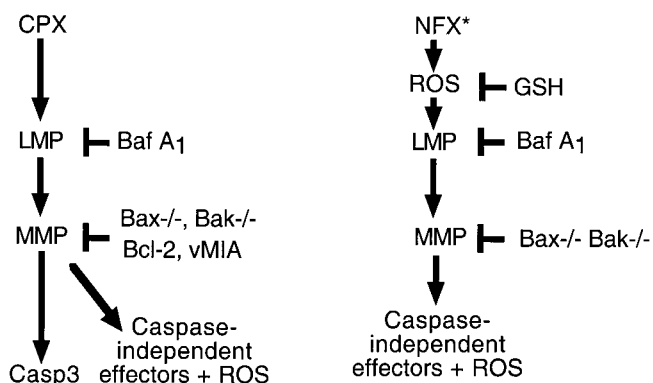 CPX
LMP
Baf A1
MMP
Bax-/-, Bak-/-
Bcl-2, vMIA
Casp3
Caspase-
independent
effectors + ROS
NFX*
ROS
GSH
LMP
Baf A1
MMP
Bax-/- Bak-/-
Caspase-
independent
effectors + ROS